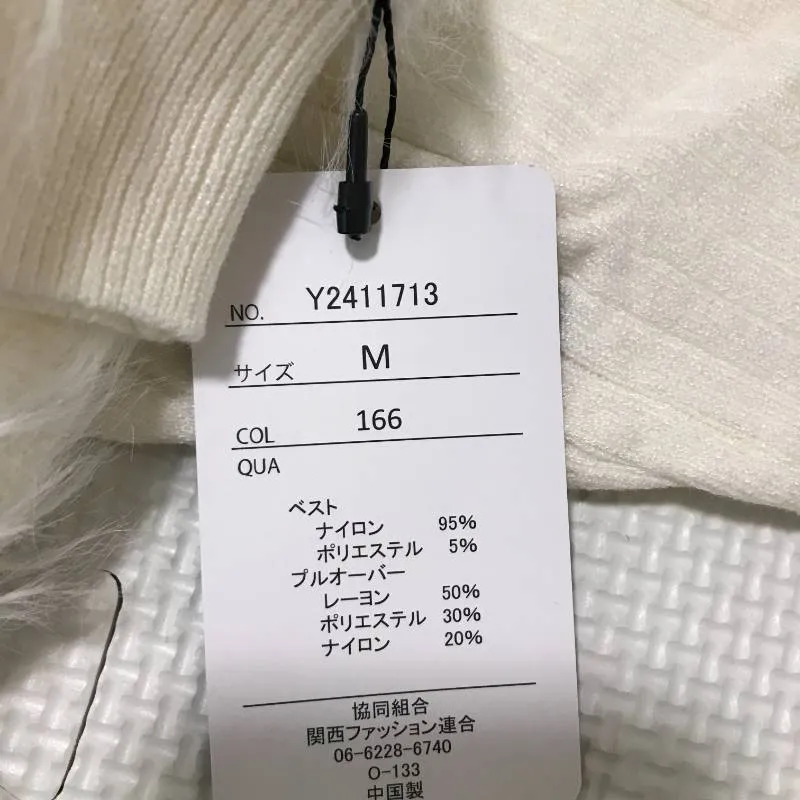 NO. Y2411713
サイズ M
COL 166
QUA
ベスト
ナイロン 95%
ポリエステル 5%
プルオーバー
レーヨン 50%
ポリエステル 30%
ナイロン 20%
協同組合
関西ファッション連合
06-6228-6740
O-133
中国製